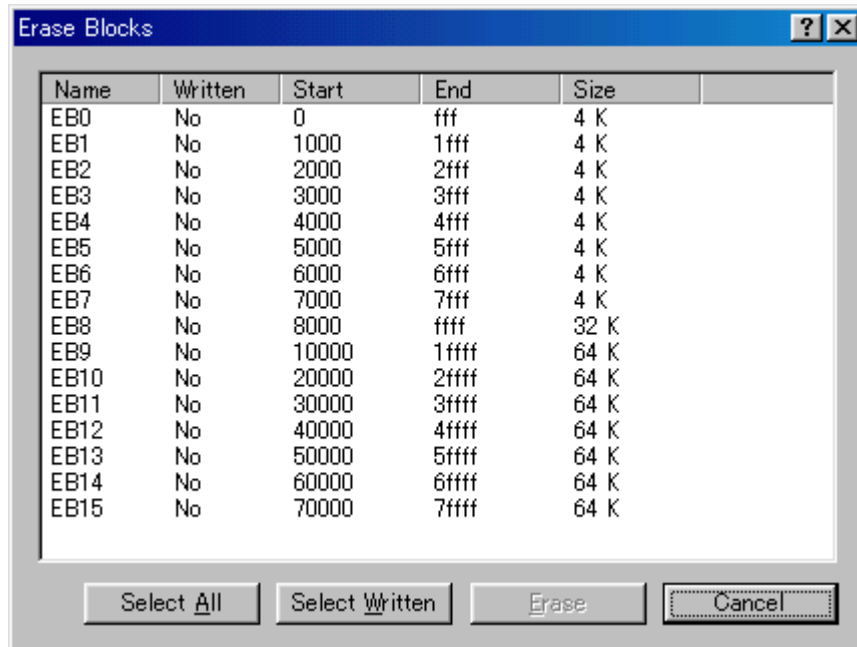 Erase Blocks
Name Written Start End Size
EB0 No 0 fff 4 K
EB1 No 1000 1fff 4 K
EB2 No 2000 2fff 4 K
EB3 No 3000 3fff 4 K
EB4 No 4000 4fff 4 K
EB5 No 5000 5fff 4 K
EB6 No 6000 6fff 4 K
EB7 No 7000 7fff 4 K
EB8 No 8000 ffff 32 K
EB9 No 10000 1ffff 64 K
EB10 No 20000 2ffff 64 K
EB11 No 30000 3ffff 64 K
EB12 No 40000 4ffff 64 K
EB13 No 50000 5ffff 64 K
EB14 No 60000 6ffff 64 K
EB15 No 70000 7ffff 64 K
Select All Select Written Erase Cancel